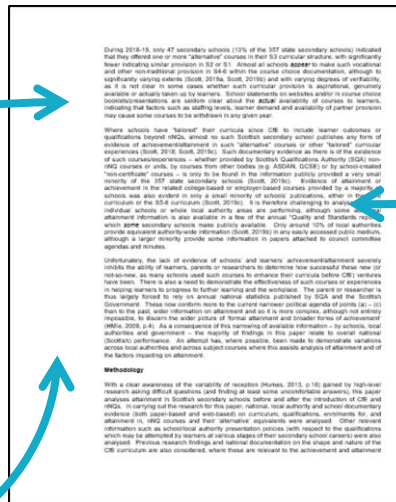 During 2018-19, only 47 secondary schools (13% of the 357 state secondary schools) indicated
that they offered one or more "alternative" courses in their S3 curricular structure, with significantly
fewer indicating similar provision in S2 or S1. Almost all schools appear to make such vocational
and other non-traditional provision in S4-6 within the course choice documentation, although to
significantly varying extents (Scott, 2019a, Scott, 2019b) and with varying degrees of verifiability,
as it is not clear in some cases whether such curricular provision is aspirational, genuinely
available or actually taken up by learners. School statements on websites and/or in course choice
booklets/presentations are seldom clear about the actual availability of courses to learners,
indicating that factors such as staffing levels, learner demand and availability of partner provision
may cause some courses to be withdrawn in any given year.
Where schools have "tailored" their curricula since CfE to include learner outcomes or
qualifications beyond nNQs, almost no such Scottish secondary school publishes any form of
evidence of achievement/attainment in such "alternative" courses or other "tailored" curricular
experiences (Scott, 2018, Scott, 2019c). Such documentary evidence as there is of the existence
of such courses/experiences – whether provided by Scottish Qualifications Authority (SQA) non-
NNQ courses or units, by courses from other bodies (e.g. ASDAN, GCSE) or by school-created
"non-certificate" courses – is only to be found in the information publicly provided a very small
minority of the 357 state secondary schools (Scott, 2019c). Evidence of attainment or
achievement in the related college-based or employer-based courses provided by a majority
schools was also evident in only a small minority of schools' publications, either in
curriculum or the S5-6 curriculum (Scott, 2019c). It is therefore challenging to analyse
individual schools or whole local authority areas are performing, although some
attainment information is also available in a few of the annual "Quality and Standards
which some secondary schools make publicly available. Only around 10% of local authorities
provide equivalent authority-wide information (Scott, 2019b) in any easily accessed public medium,
although a larger minority provide some information in papers attached to council committee
agendas and minutes.
Unfortunately, the lack of evidence of schools' and learners' achievement/attainment severely
inhibits the ability of learners, parents or researchers to determine how successful these new (or
not-so-new, as many schools used such courses to enhance their curricula before CfE) ventures
have been. There is also a need to demonstrate the effectiveness of such courses or experiences
in helping learners to progress to further learning and the workplace. The parent or researcher is
thus largely forced to rely on annual national statistics published by SQA and the Scottish
Government. These now conform more to the current narrower political agenda of points (a) – (c)
than to the past, wider information on attainment and so it is more complex, although not entirely
impossible, to discern the wider picture of formal attainment and broader forms of achievement'
(HMIe, 2009, p.4). As a consequence of this narrowing of available information – by schools, local
authorities and government – the majority of findings in this paper relate to overall national
(Scottish) performance. An attempt has, where possible, been made to demonstrate variations
across local authorities and across subject courses where this assists analysis of attainment and of
the factors impacting on attainment.
Methodology
With a clear awareness of the variability of reception (Humes, 2013, p.18) gained by high-level
research asking difficult questions (and finding at least some uncomfortable answers), this paper
analyses attainment in Scottish secondary schools before and after the introduction of CfE and
nNQs. In carrying out the research for this paper, national, local authority and school documentary
evidence (both paper-based and web-based) on curriculum, qualifications, enrolments for, and
attainment in, nNQ courses and their 'alternative' equivalents were analysed. Other relevant
information such as school/local authority presentation policies (with respect to the qualifications
which may be attempted by learners at various stages of their secondary school careers) were also
analysed. Previous research findings and national documentation on the shape and nature of the
CfE curriculum are also considered, where these are relevant to the achievement and attainment